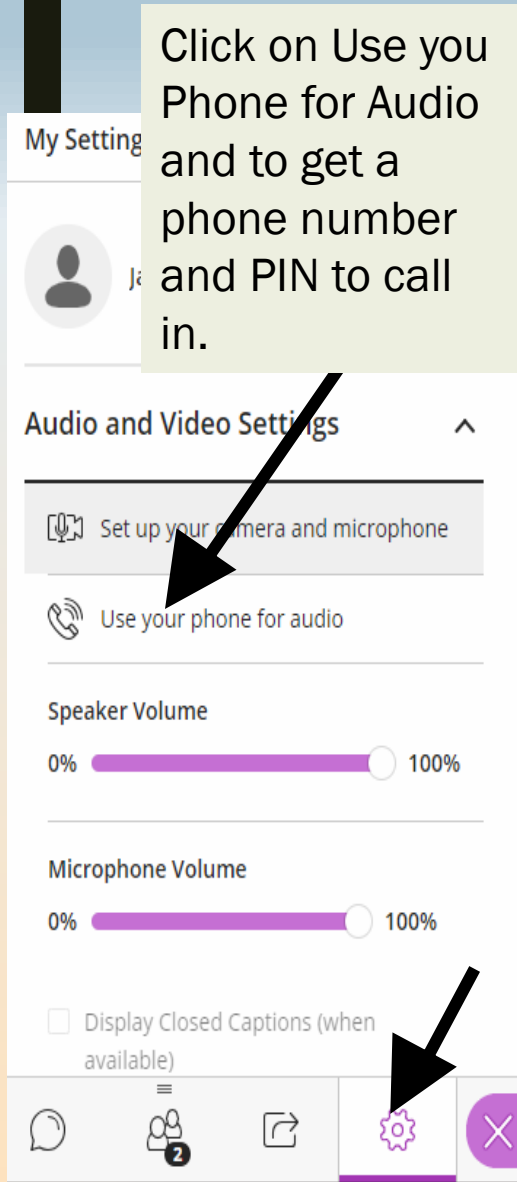 Click on Use you
Phone for Audio
and to get a
phone number
and PIN to call
in.
My Setting
Audio and Video Settings
Set up your camera and microphone
Use your phone for audio
Speaker Volume
0% 100%
Microphone Volume
0% 100%
Display Closed Captions (when
available)
2